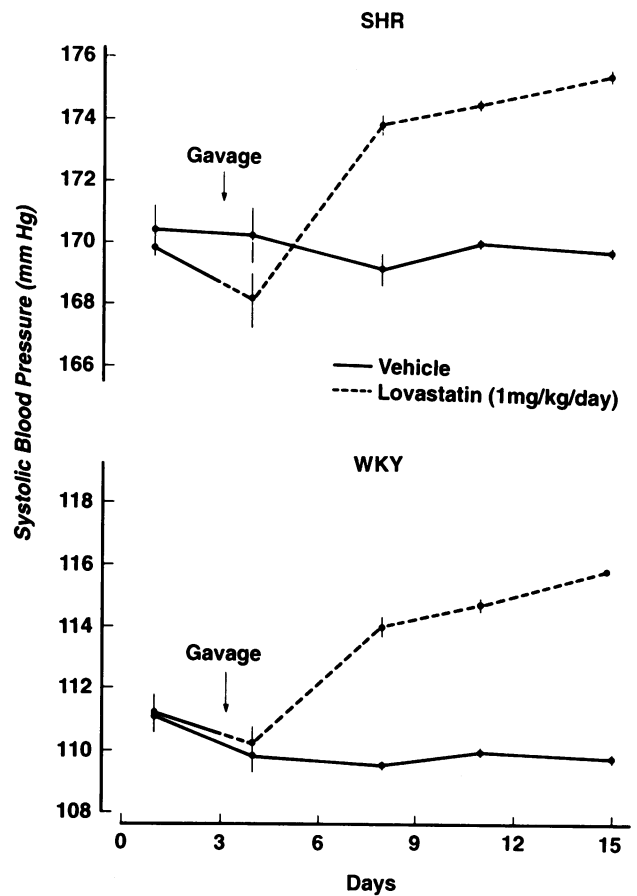 SHR
176
174
172
170
168
166
Gavage
Vehicle
Lovastatin (1mg/kg/day)
Systolic Blood Pressure (mm Hg)
WKY
118
116
114
112
110
108
Gavage
0 3 6 9 12 15
Days